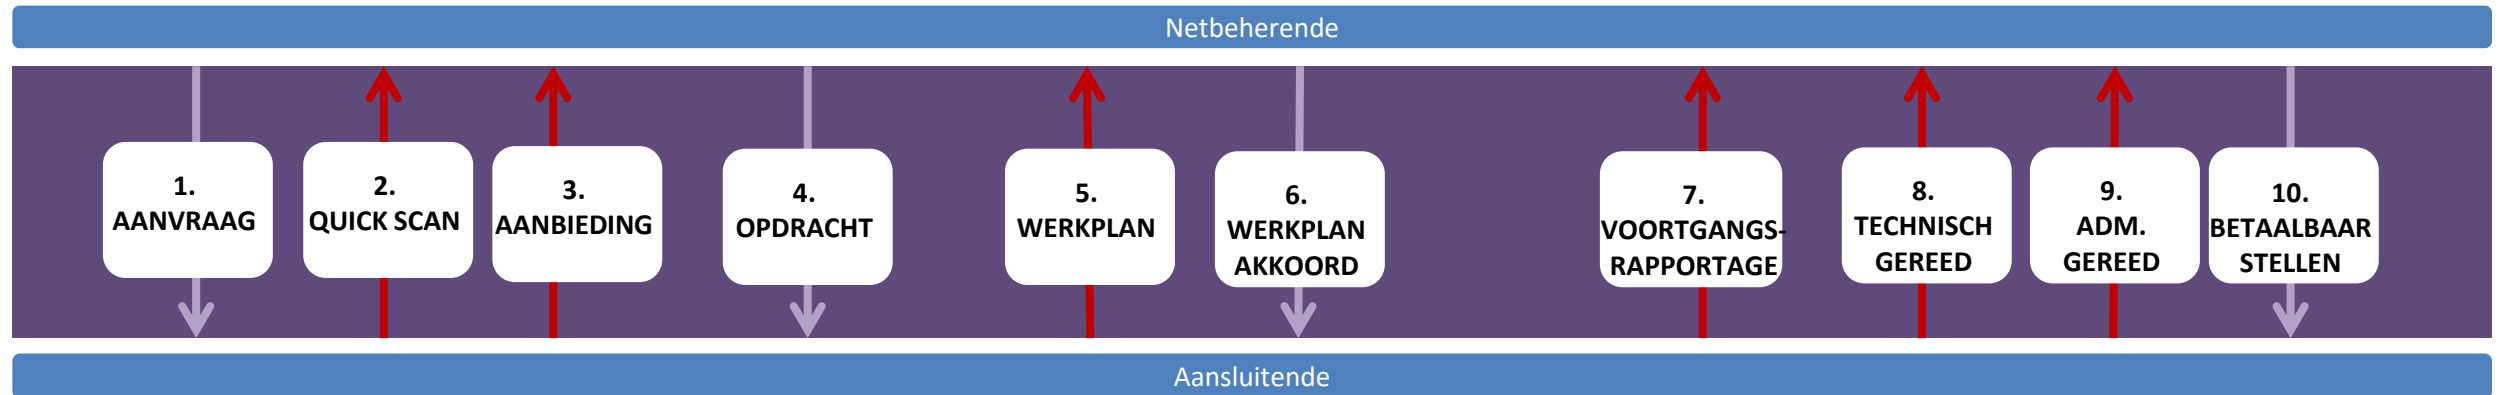 Netbeherende
1.
AANVRAAG
2.
QUICK SCAN
3.
AANBIEDING
4.
OPDRACHT
5.
WERKPLAN
6.
WERKPLAN
AKKOORD
7.
VOORTGANGS-
RAPPORTAGE
8.
TECHNISCH
GEREED
9.
ADM.
GEREED
10.
BETAALBAAR
STELLEN
Aansluitende